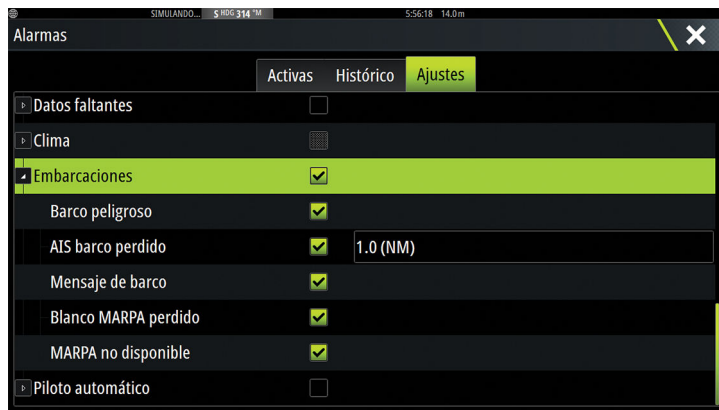 SIMULANDO... S HDG 314 °M 5:56:18 14.0 m
Alarmas
Activas Histórico Ajustes
Datos faltantes
Clima
Embarcaciones
Barco peligroso
AIS barco perdido 1.0 (NM)
Mensaje de barco
Blanco MARPA perdido
MARPA no disponible
Piloto automático